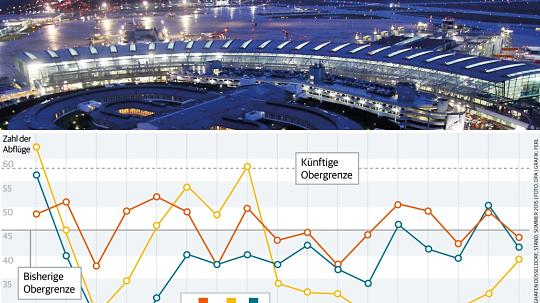 Zahl der
Abflüge
60
55
50
45
40
35
Künftige
Obergrenze
Bisherige
Obergrenze